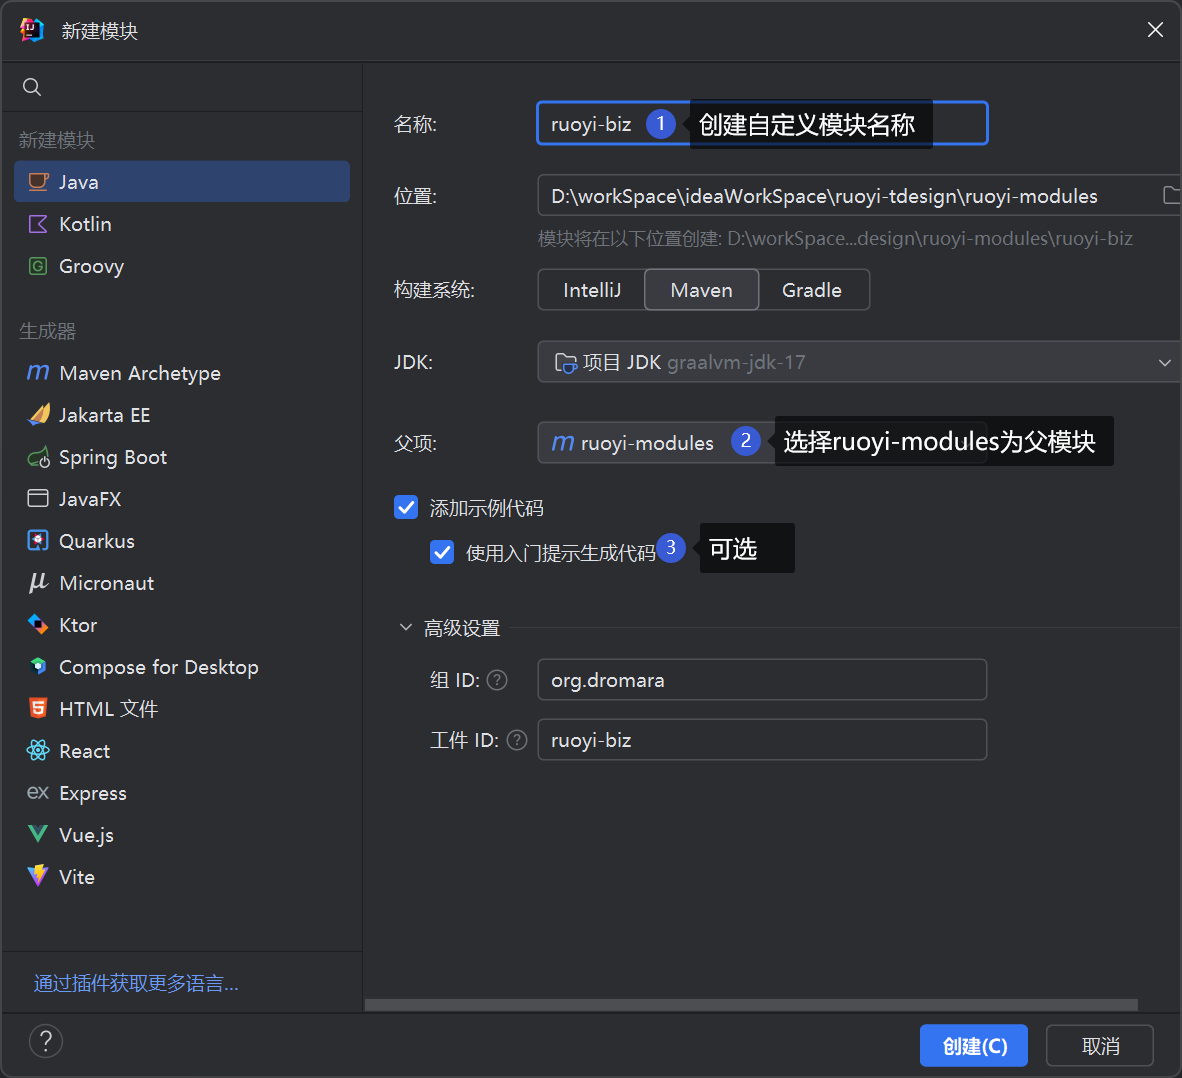 新建模块
新建模块
Java
Kotlin
Groovy
生成器
Maven Archetype
Jakarta EE
Spring Boot
JavaFX
Quarkus
Micronaut
Ktor
Compose for Desktop
HTML 文件
React
Express
Vue.js
Vite
通过插件获取更多语言...
名称: ruoyi-biz 1 创建自定义模块名称
位置: D:\workSpace\ideaWorkSpace\ruoyi-tdesign\ruoyi-modules
模块将在以下位置创建: D:\workSpace...design\ruoyi-modules\ruoyi-biz
构建系统: IntelliJ Maven Gradle
JDK: 项目 JDK graalvm-jdk-17
父项: ruoyi-modules 2 选择ruoyi-modules为父模块
添加示例代码
使用入门提示生成代码 3 可选
高级设置
组 ID: ? org.dromara
工件 ID: ? ruoyi-biz
? 创建(C) 取消